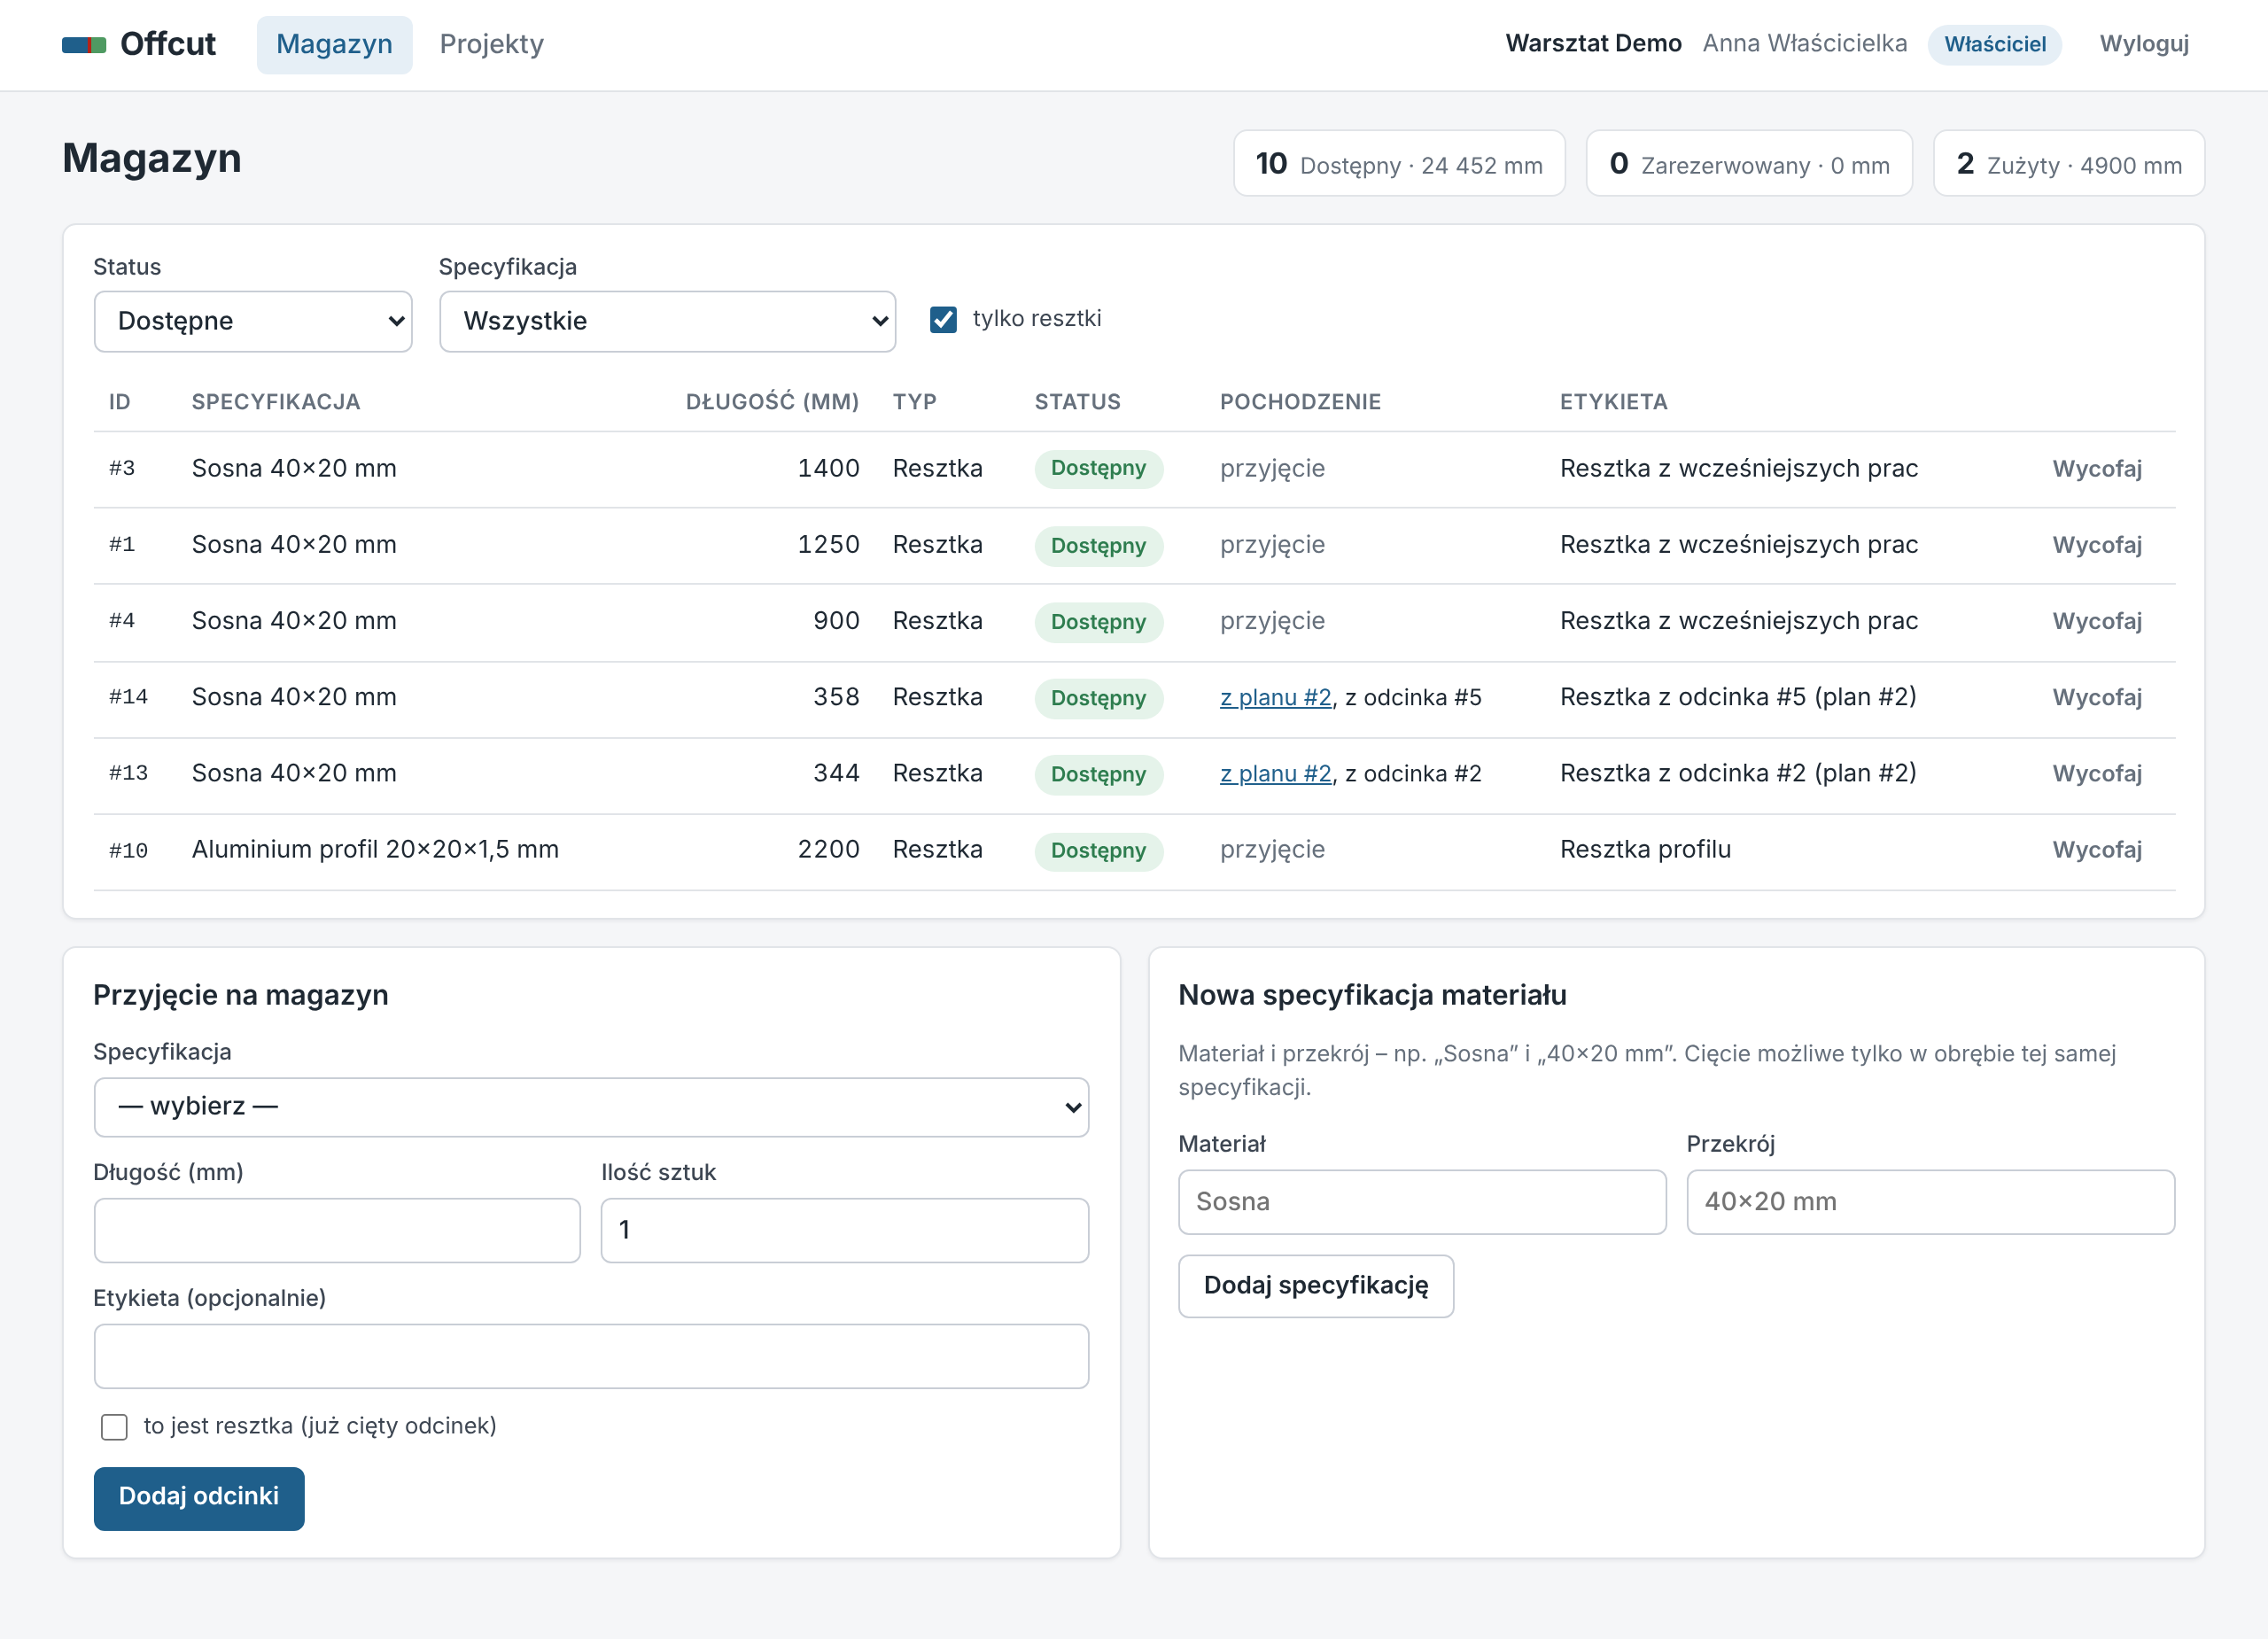 Offcut Magazyn Projekty Warsztat Demo Anna Właścicielka Właściciel Wyloguj
Magazyn 10 Dostępny · 24 452 mm 0 Zarezerwowany · 0 mm 2 Zużyty · 4900 mm
Status Specyfikacja
Dostępne Wszystkie tylko resztki
ID SPECYFIKACJA DŁUGOŚĆ (MM) TYP STATUS POCHODZENIE ETYKIETA
#3 Sosna 40×20 mm 1400 Resztka Dostępny przyjęcie Resztka z wcześniejszych prac Wycofaj
#1 Sosna 40×20 mm 1250 Resztka Dostępny przyjęcie Resztka z wcześniejszych prac Wycofaj
#4 Sosna 40×20 mm 900 Resztka Dostępny przyjęcie Resztka z wcześniejszych prac Wycofaj
#14 Sosna 40×20 mm 358 Resztka Dostępny z planu #2, z odcinka #5 Resztka z odcinka #5 (plan #2) Wycofaj
#13 Sosna 40×20 mm 344 Resztka Dostępny z planu #2, z odcinka #2 Resztka z odcinka #2 (plan #2) Wycofaj
#10 Aluminium profil 20×20×1,5 mm 2200 Resztka Dostępny przyjęcie Resztka profilu Wycofaj
Przyjęcie na magazyn
Specyfikacja
— wybierz —
Długość (mm) Ilość sztuk
1
Etykieta (opcjonalnie)
to jest resztka (już cięty odcinek)
Dodaj odcinki
Nowa specyfikacja materiału
Materiał i przekrój – np. „Sosna” i „40×20 mm”. Cięcie możliwe tylko w obrębie tej samej
specyfikacji.
Materiał Przekrój
Sosna 40×20 mm
Dodaj specyfikację